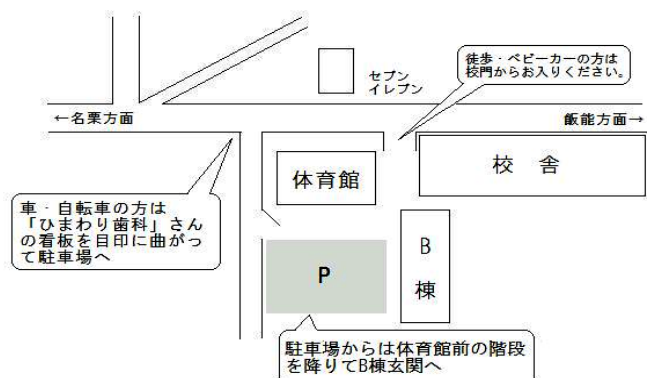 セブン
イレブン
徒歩・ベビーカーの方は
校門からお入りください。
←名栗方面
飯能方面→
体育館
校 舎
車・自転車の方は
「ひまわり歯科」さん
の看板を目印に曲がっ
て駐車場へ
P
B
棟
駐車場からは体育館前の階段
を降りてB棟玄関へ